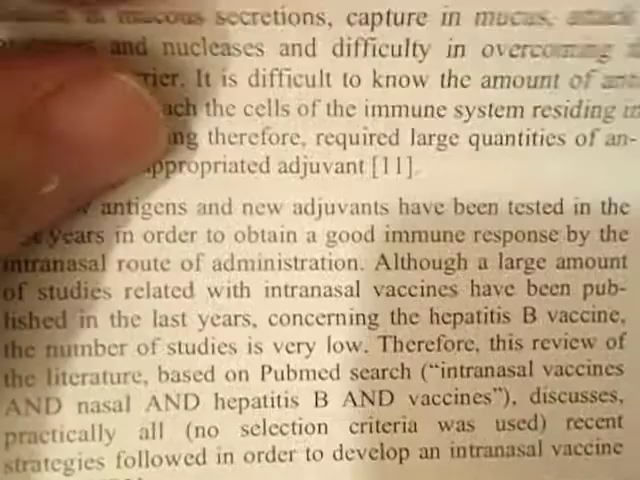 mucous secretions, capture in mucus,
and nucleases and difficulty in overcoming
It is difficult to know the amount of
the cells of the immune system residing in
therefore, required large quantities of an-
adjuvant [11].
antigens and new adjuvants have been tested in the
years in order to obtain a good immune response by the
intranasal route of administration. Although a large amount
of studies related with intranasal vaccines have been pub-
lished in the last years, concerning the hepatitis B vaccine,
the number of studies is very low. Therefore, this review of
the literature, based on Pubmed search (“intranasal vaccines
AND nasal AND hepatitis B AND vaccines”), discusses,
practically all (no selection criteria was used) recent
strategies followed in order to develop an intranasal vaccine